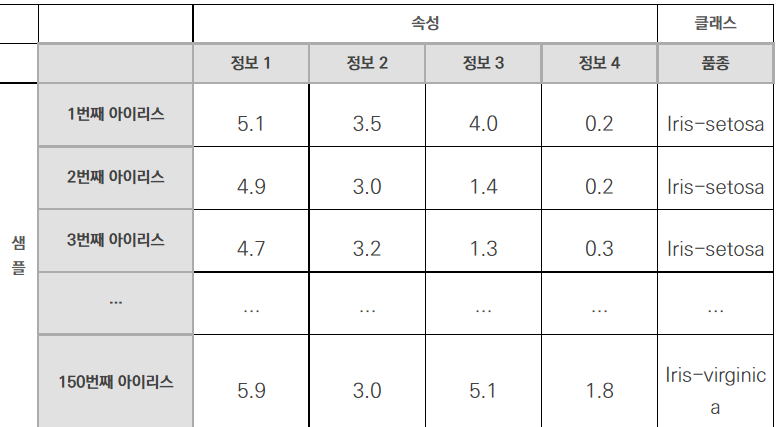 속성 클래스
정보 1 정보 2 정보 3 정보 4 품종
1번째 아이리스 5.1 3.5 4.0 0.2 Iris-setosa
2번째 아이리스 4.9 3.0 1.4 0.2 Iris-setosa
3번째 아이리스 4.7 3.2 1.3 0.3 Iris-setosa
샘
플
... ... ... ... ... ...
150번째 아이리스 5.9 3.0 5.1 1.8 Iris-virginic
a